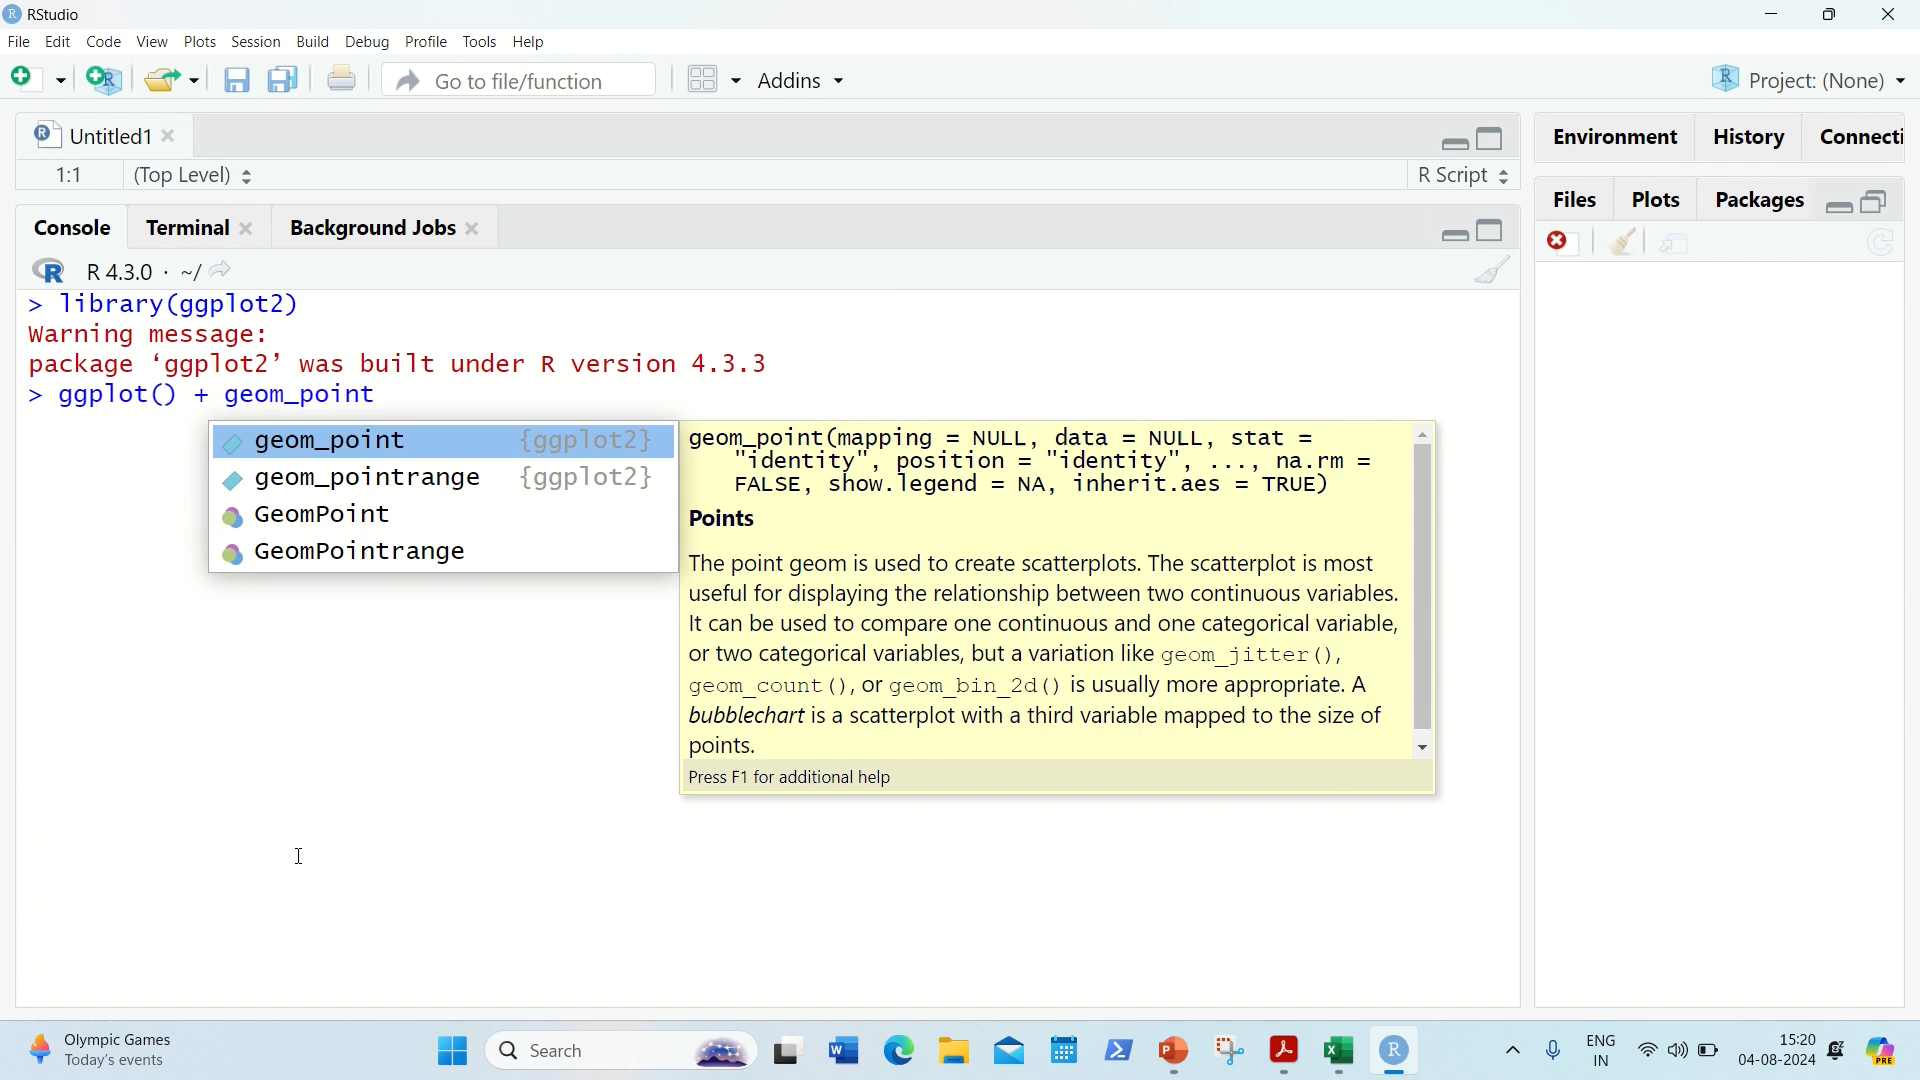 RStudio
File Edit Code View Plots Session Build Debug Profile Tools Help
Go to file/function Addins Project: (None)
Untitled1
1:1 (Top Level) R Script
Environment History Connecti
Files Plots Packages
Console Terminal Background Jobs
R 4.3.0 · ~/
> library(ggplot2)
Warning message:
package ‘ggplot2’ was built under R version 4.3.3
> ggplot() + geom_point
geom_point {ggplot2}
geom_pointrange {ggplot2}
GeomPoint
GeomPointrange
geom_point(mapping = NULL, data = NULL, stat =
"identity", position = "identity", ..., na.rm =
FALSE, show.legend = NA, inherit.aes = TRUE)
Points
The point geom is used to create scatterplots. The scatterplot is most
useful for displaying the relationship between two continuous variables.
It can be used to compare one continuous and one categorical variable,
or two categorical variables, but a variation like geom_jitter(),
geom_count(), or geom_bin_2d() is usually more appropriate. A
bubblechart is a scatterplot with a third variable mapped to the size of
points.
Press F1 for additional help
Olympic Games
Today's events
Search
ENG
IN
15:20
04-08-2024
PRE